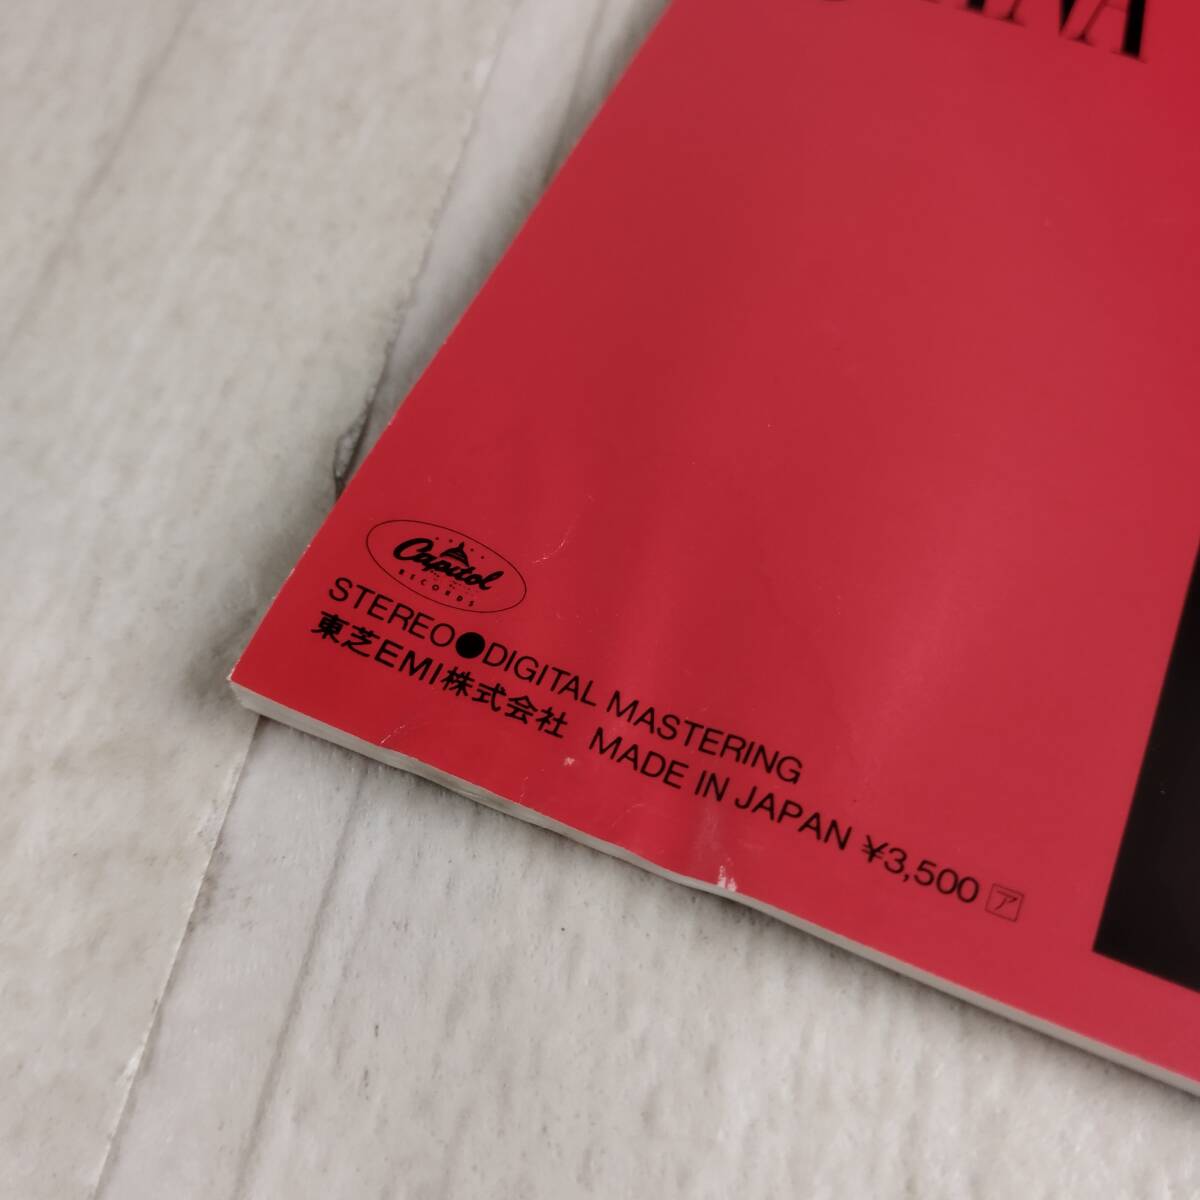 Capitol
RECORDS
STEREO●DIGITAL MASTERING
東芝EMI株式会社 MADE IN JAPAN ¥3,500 ア